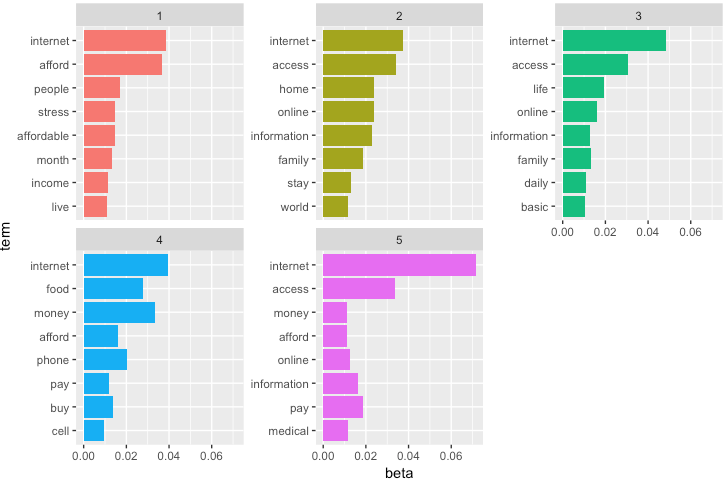 1
internet
afford
people
stress
affordable
month
income
live
2
internet
access
home
online
information
family
stay
world
3
internet
access
life
online
information
family
daily
basic
0.00 0.02 0.04 0.06
term
4
internet
food
money
afford
phone
pay
buy
cell
0.00 0.02 0.04 0.06
5
internet
access
money
afford
online
information
pay
medical
0.00 0.02 0.04 0.06
beta